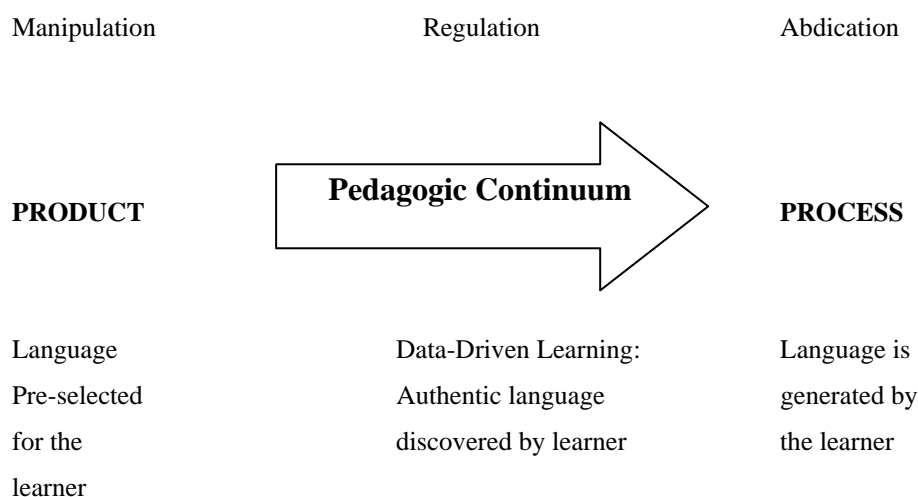 Manipulation Regulation Abdication
Pedagogic Continuum
PRODUCT PROCESS
Language Data-Driven Learning: Language is
Pre-selected Authentic language generated by
for the discovered by learner the learner
learner